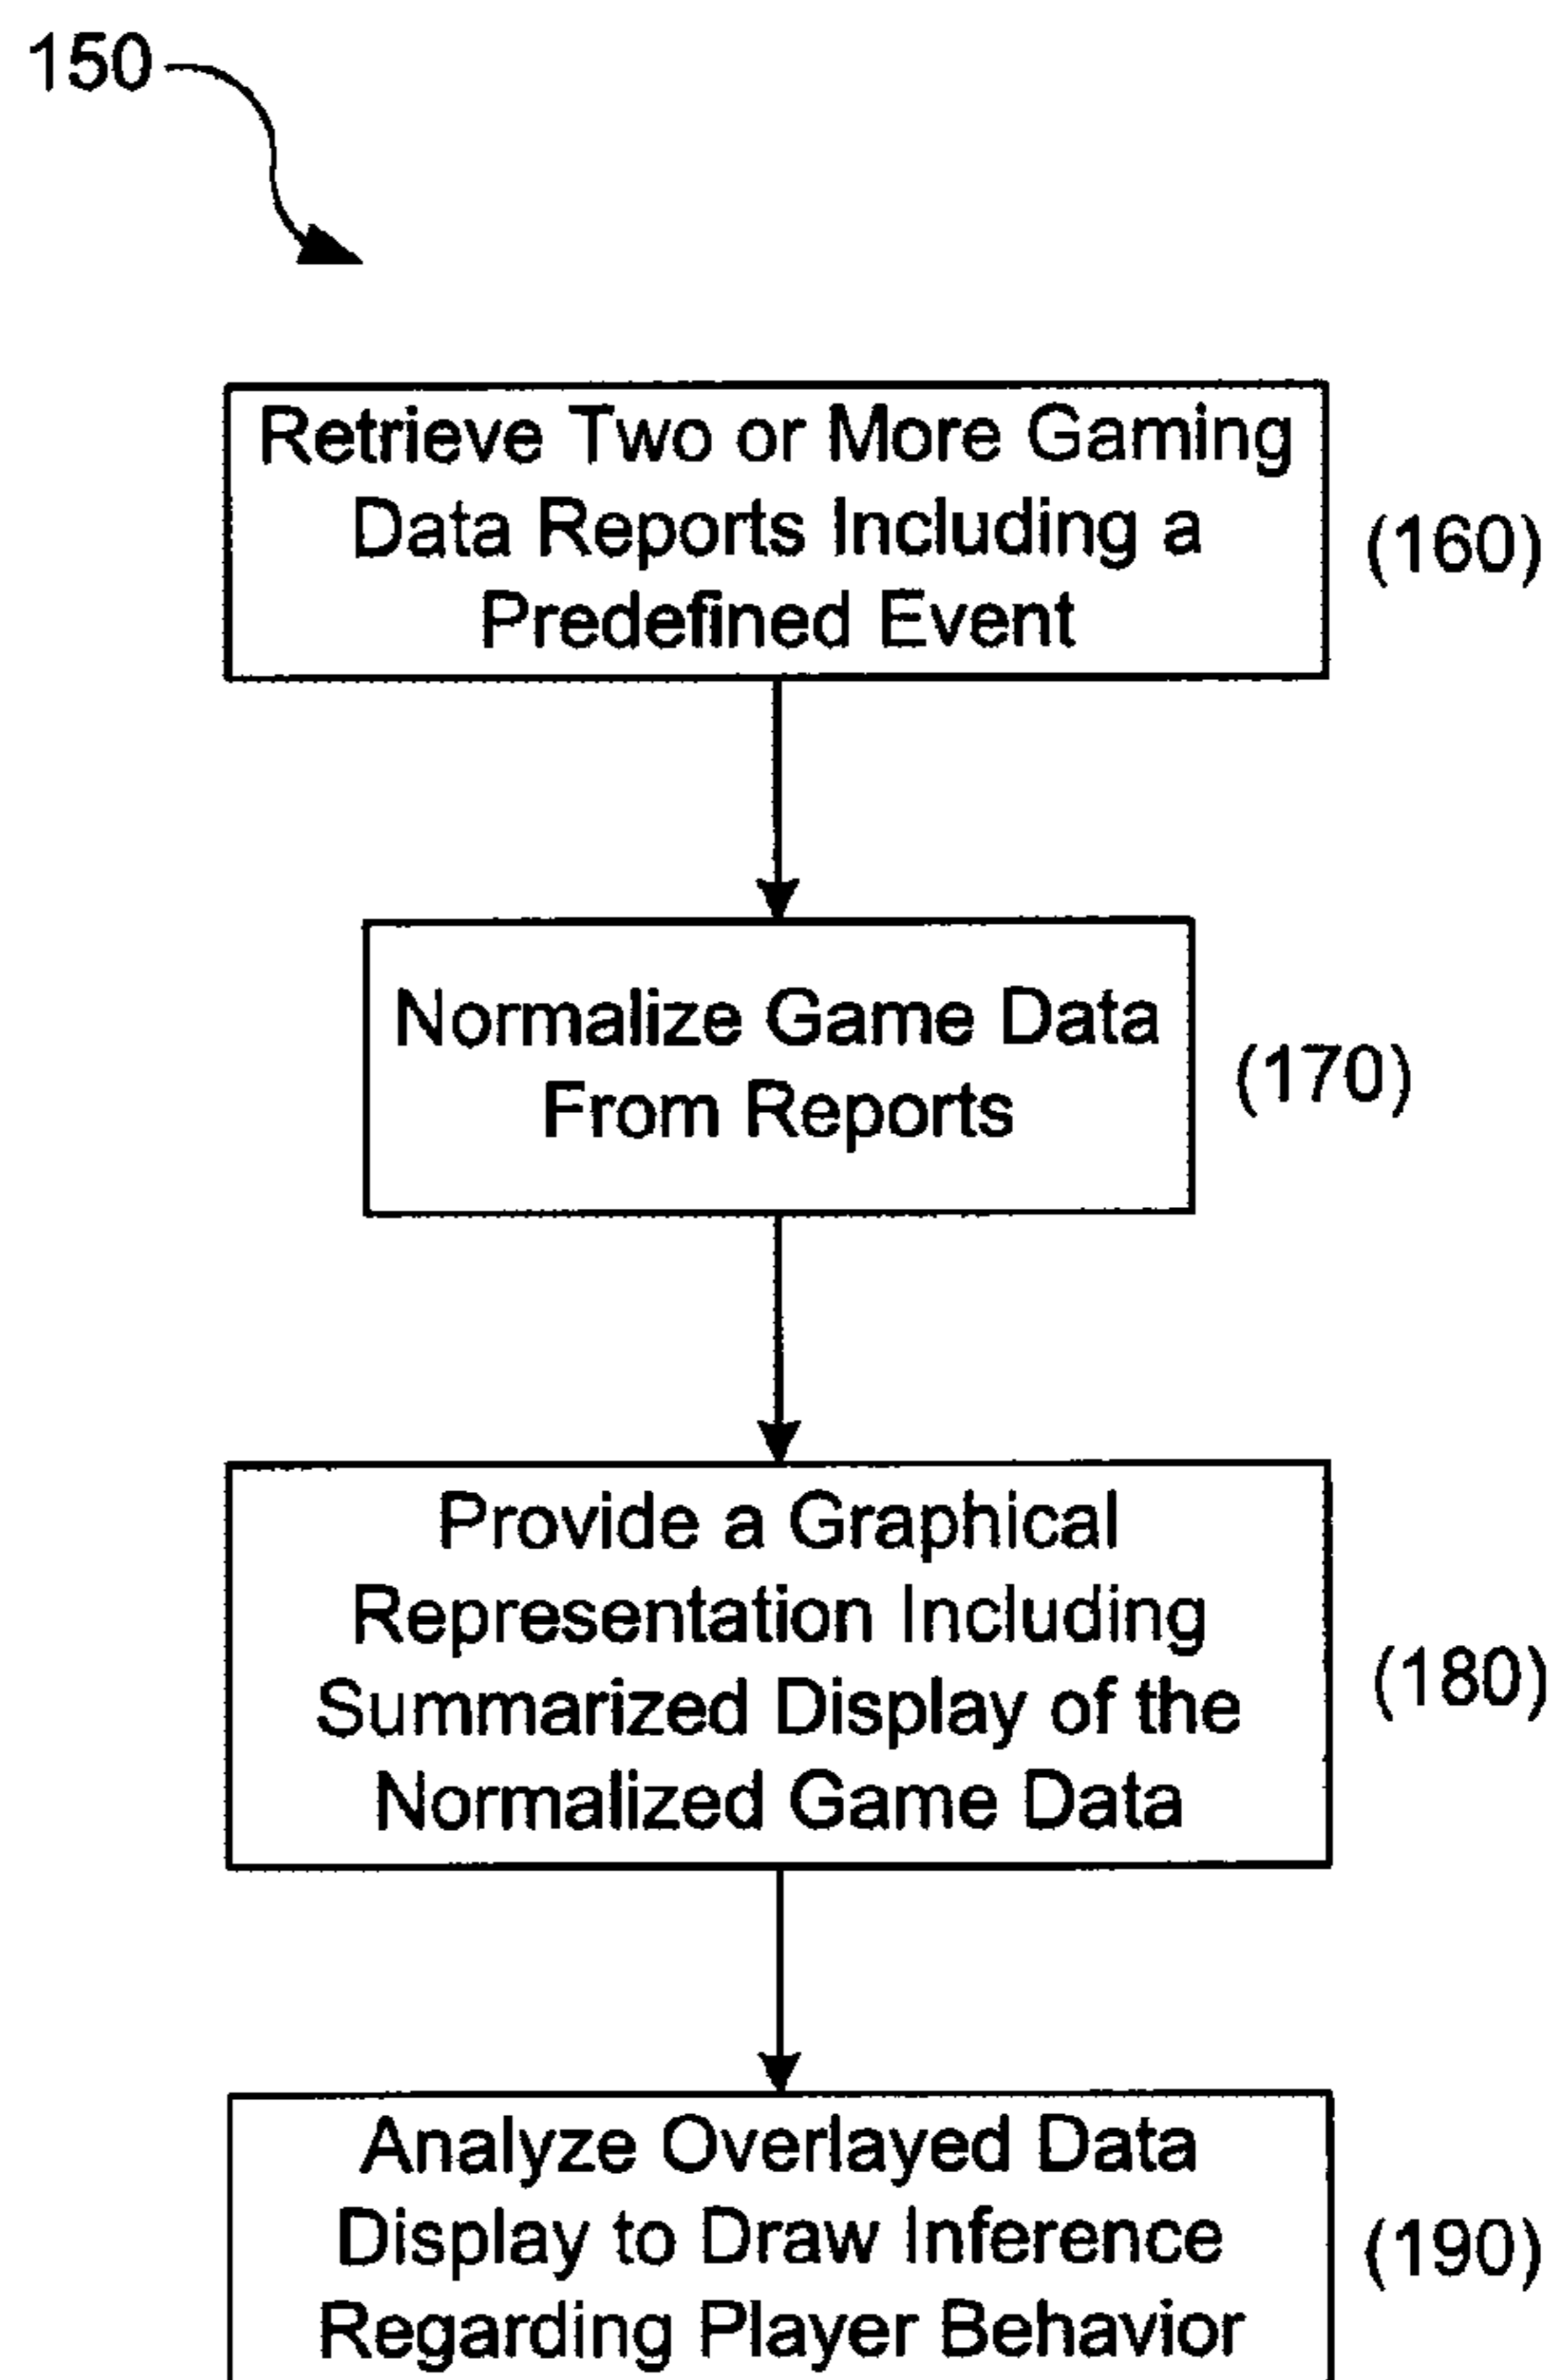 150
Retrieve Two or More Gaming
Data Reports Including a
Predefined Event
(160)
Normalize Game Data
From Reports
(170)
Provide a Graphical
Representation Including
Summarized Display of the
Normalized Game Data
(180)
Analyze Overlayed Data
Display to Draw Inference
Regarding Player Behavior
(190)